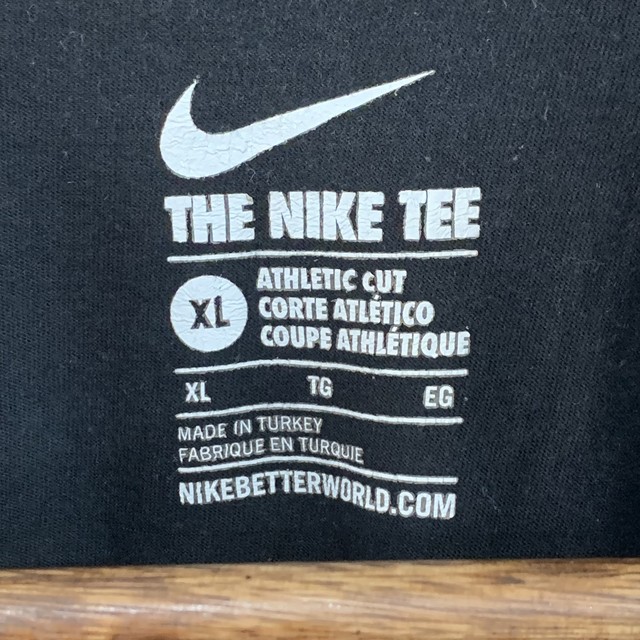 THE NIKE TEE
XL
ATHLETIC CUT
CORTE ATLÉTICO
COUPE ATHLÉTIQUE
XL TG EG
MADE IN TURKEY
FABRIQUE EN TURQUIE
NIKEBETTERWORLD.COM